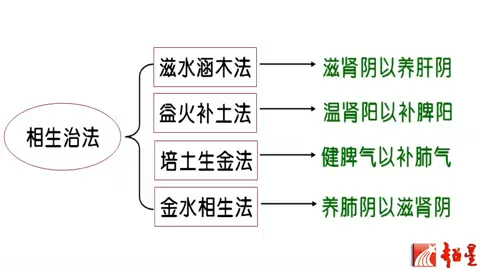 相生治法
滋水涵木法
滋肾阴以养肝阴
益火补土法
温肾阳以补脾阳
培土生金法
健脾气以补肺气
金水相生法
养肺阴以滋肾阴